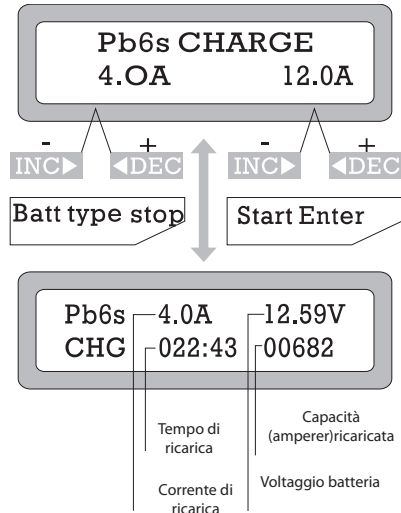 Pb6s CHARGE
4.OA 12.0A
- + - +
INC▶ ◀DEC INC▶ ◀DEC
Batt type stop Start Enter
Pb6s 4.0A 12.59V
CHG 022:43 00682
Tempo di
ricarica
Capacità
(amperer)ricaricata
Corrente di
ricarica
Voltaggio batteria